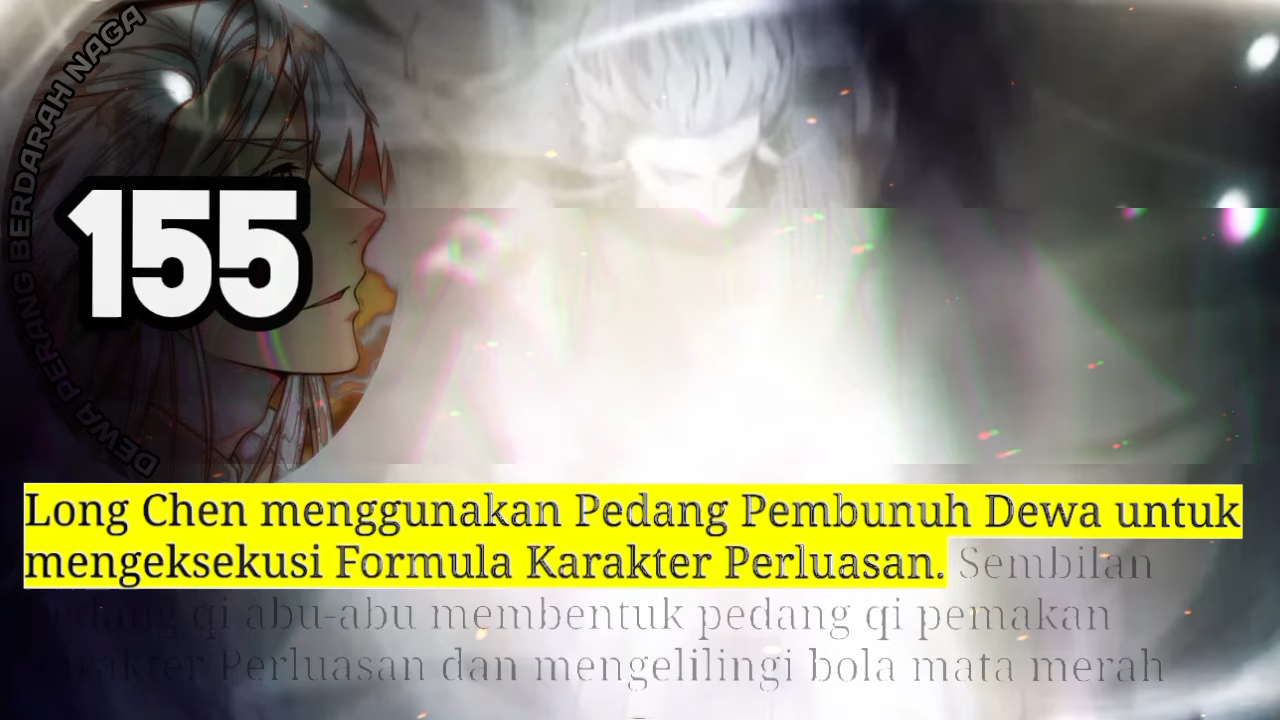 DEWA PERANG BERDARAH NAGA
155
Long Chen menggunakan Pedang Pembunuh Dewa untuk
mengeksekusi Formula Karakter Perluasan. Sembilan
qi abu-abu membentuk pedang qi pemakan
Perluasan dan mengelilingi bola mata merah